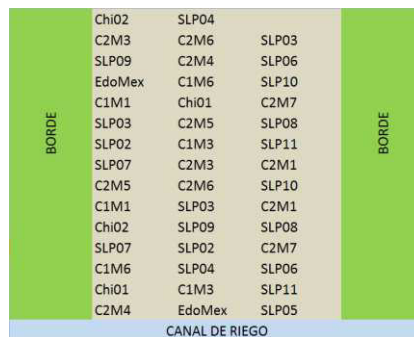 Chi02 SLP04
C2M3 C2M6 SLP03
SLP09 C2M4 SLP06
EdoMex C1M6 SLP10
C1M1 Chi01 C2M7
SLP03 C2M5 SLP08
SLP02 C1M3 SLP11
SLP07 C2M3 C2M1
C2M5 C2M6 SLP10
C1M1 SLP03 C2M1
Chi02 SLP09 SLP08
SLP07 SLP02 C2M7
C1M6 SLP04 SLP06
Chi01 C1M3 SLP11
C2M4 EdoMex SLP05
BORDE
BORDE
CANAL DE RIEGO